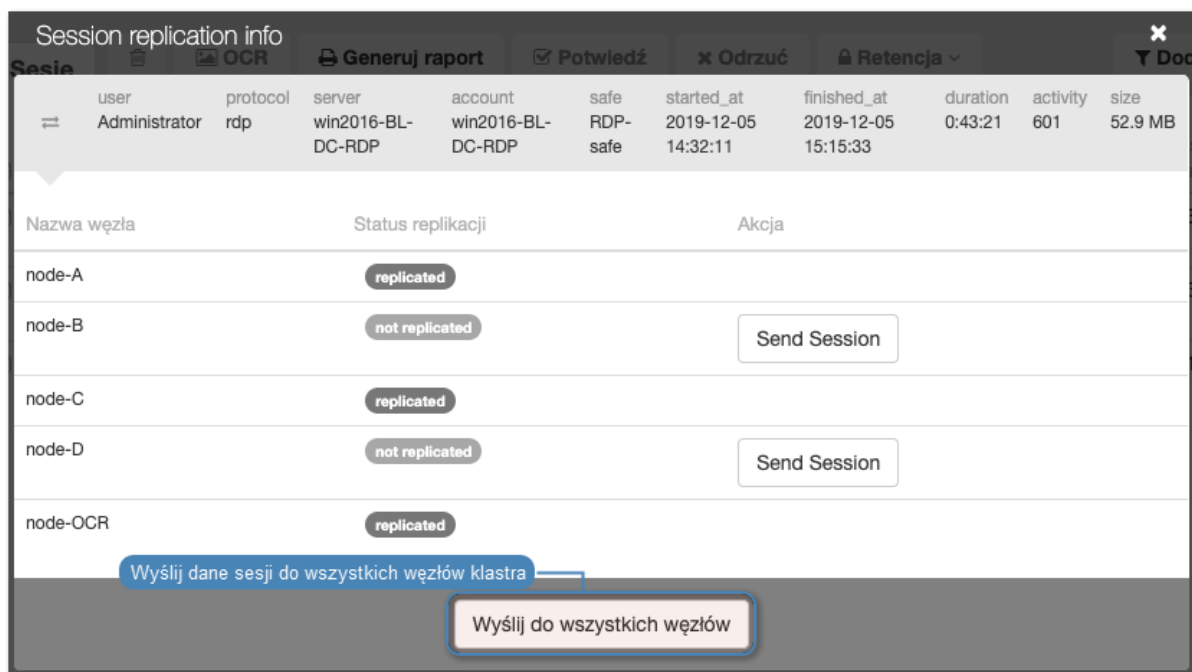 Session replication info ✖
Sesje OCR Generuj raport Potwiedź Odrzuć Retencja Dod
user protocol server account safe started_at finished_at duration activity size
Administrator rdp win2016-BL- win2016-BL- RDP- 2019-12-05 2019-12-05 0:43:21 601 52.9 MB
DC-RDP DC-RDP safe 14:32:11 15:15:33
Nazwa węzła Status replikacji Akcja
node-A replicated
node-B not replicated Send Session
node-C replicated
node-D not replicated Send Session
node-OCR replicated
Wyślij dane sesji do wszystkich węzłów klastra
Wyślij do wszystkich węzłów